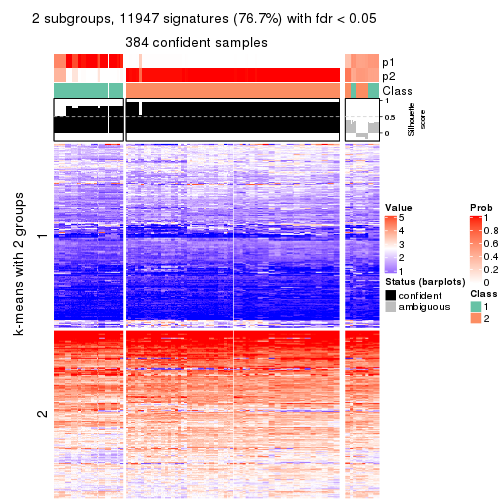 2 subgroups, 11947 signatures (76.7%) with fdr < 0.05
384 confident samples
p1
p2
Class
1
0.5
0
Silhouette
score
k-means with 2 groups
1
2
Value
5
4
3
2
1
Status (barplots)
confident
ambiguous
Prob
1
0.8
0.6
0.4
0.2
0
Class
1
2